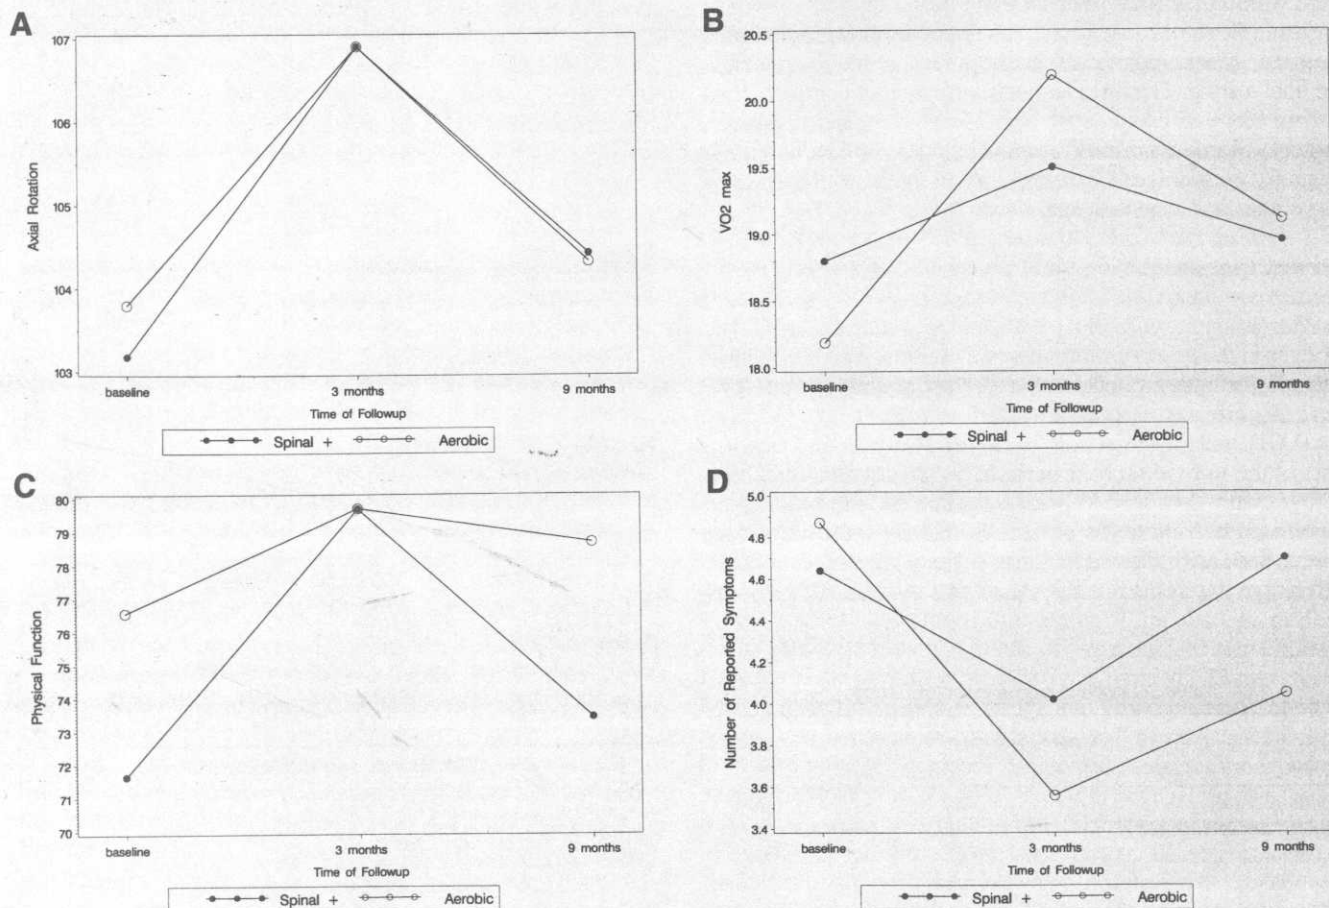 A
107
106
105
104
103
Axial Rotation
baseline
3 months
9 months
Time of Followup
Spinal +
Aerobic
B
20.5
20.0
19.5
19.0
18.5
18.0
VO2 max
baseline
3 months
9 months
Time of Followup
Spinal +
Aerobic
C
80
79
78
77
76
75
74
73
72
71
70
Physical Function
baseline
3 months
9 months
Time of Followup
Spinal +
Aerobic
D
5.0
4.8
4.6
4.4
4.2
4.0
3.8
3.6
3.4
Number of Reported Symptoms
baseline
3 months
9 months
Time of Followup
Spinal +
Aerobic